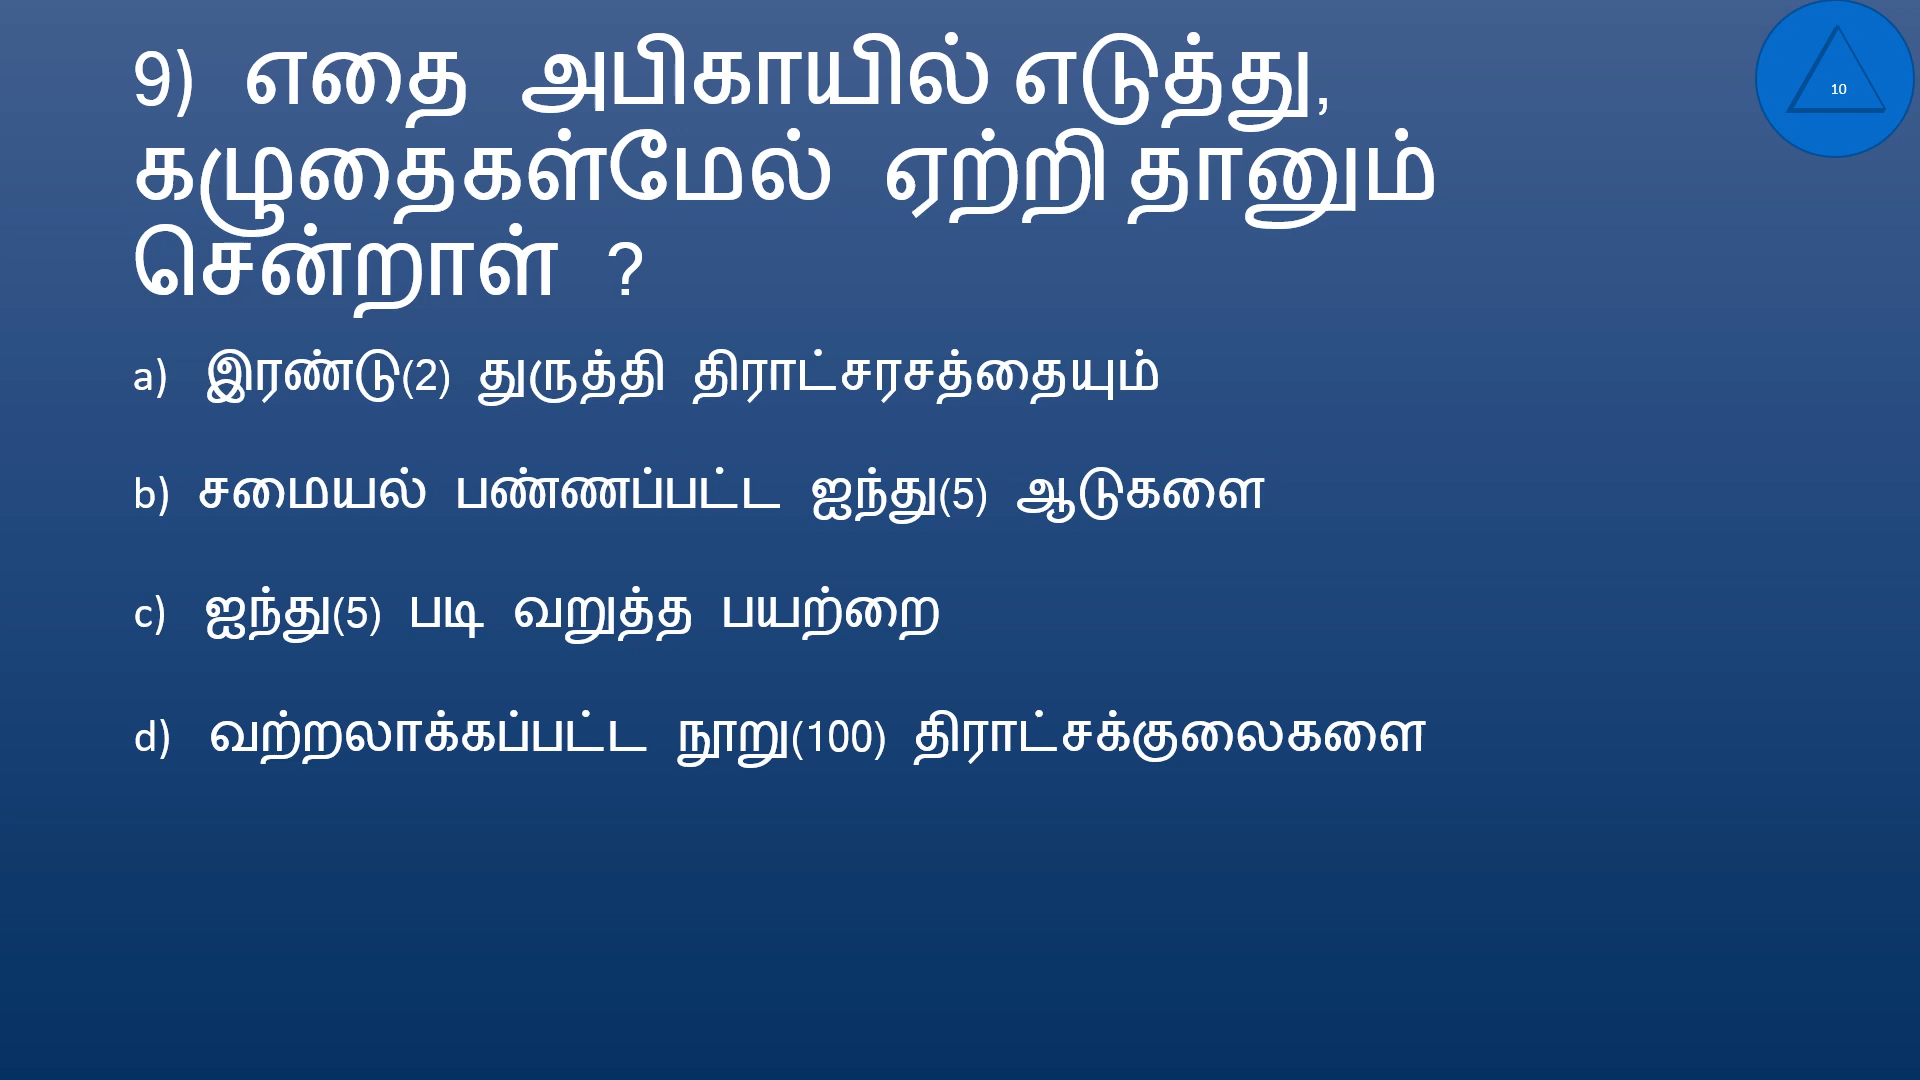 9) எதை அபிகாயில் எடுத்து,
கழுதைகள்மேல் ஏற்றி தானும்
சென்றாள் ?
10
a) இரண்டு(2) துருத்தி திராட்சரசத்தையும்
b) சமையல் பண்ணப்பட்ட ஐந்து(5) ஆடுகளை
c) ஐந்து(5) படி வறுத்த பயற்றை
d) வற்றலாக்கப்பட்ட நூறு(100) திராட்சக்குலைகளை